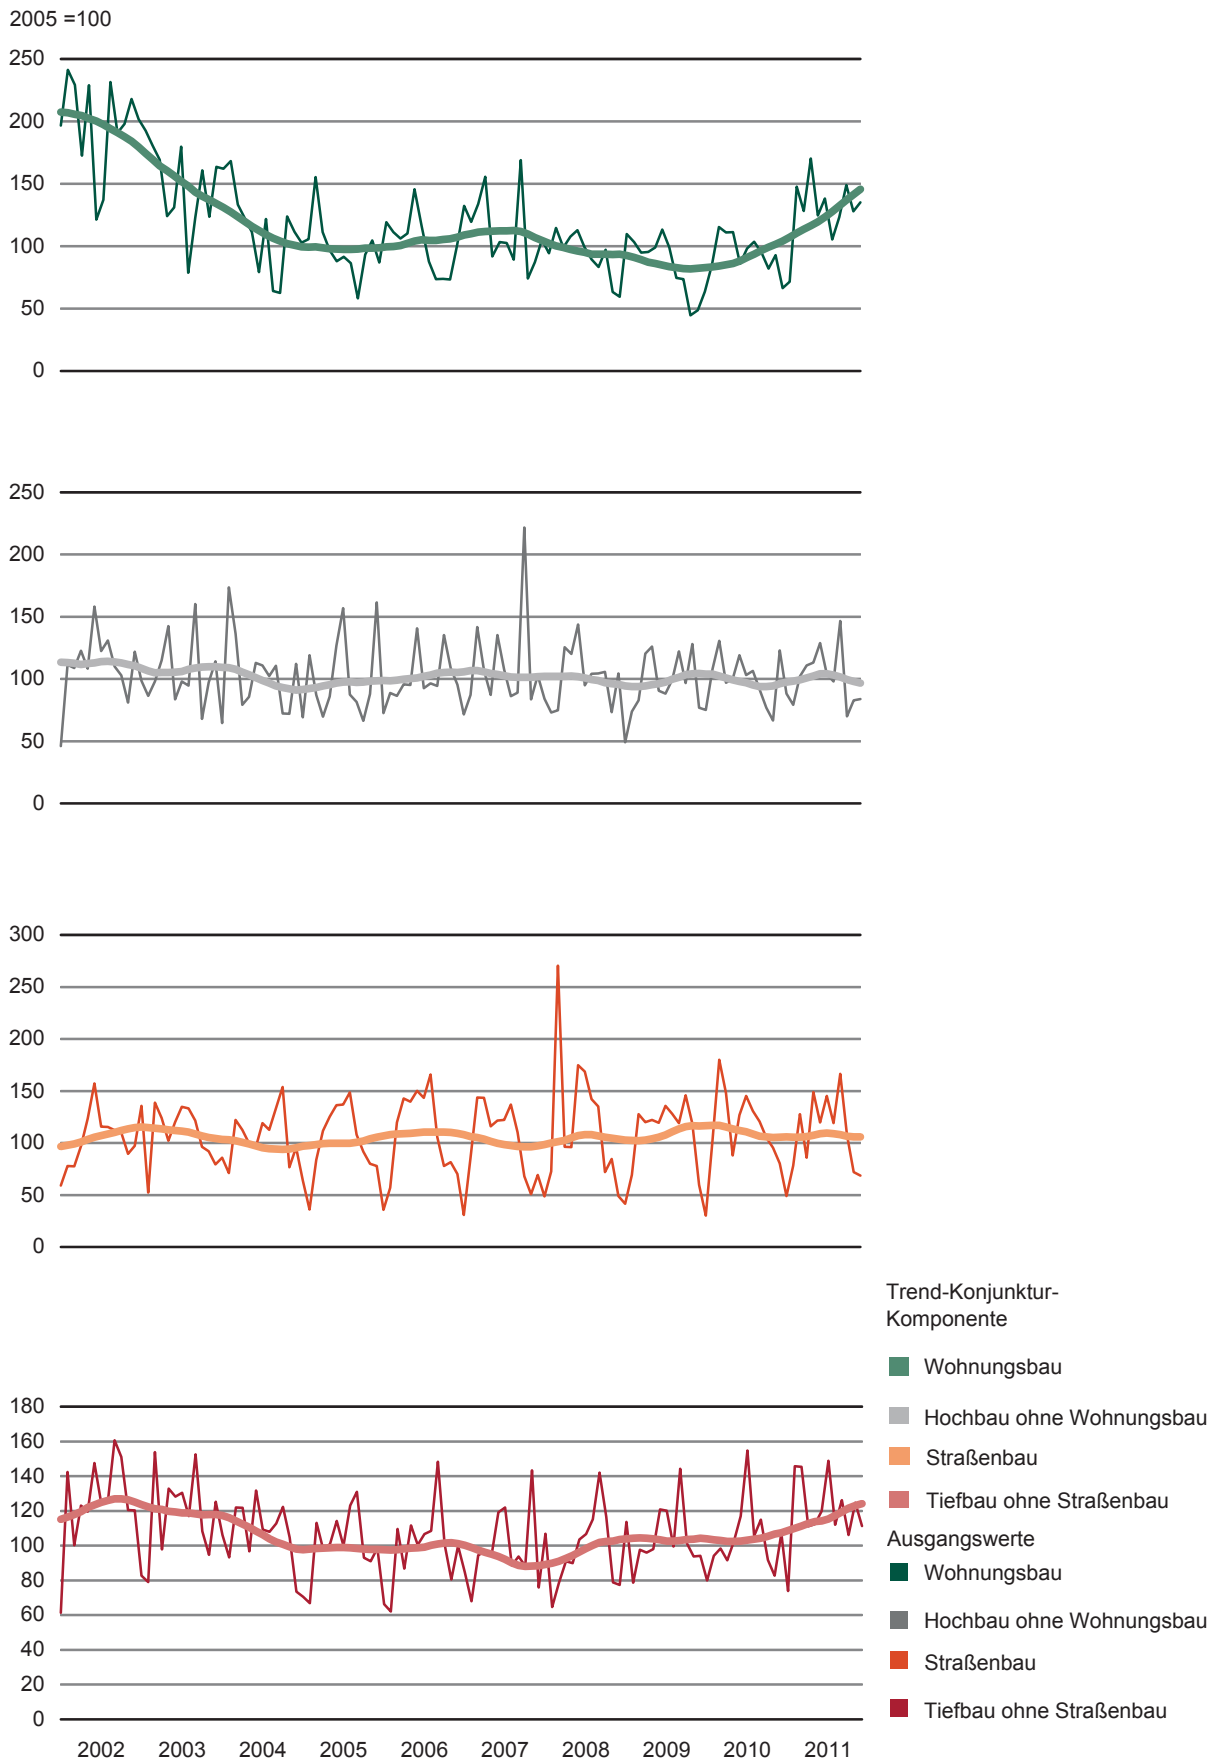 2005 =100
250
200
150
100
50
0
250
200
150
100
50
0
300
250
200
150
100
50
0
180
160
140
120
100
80
60
40
20
0
2002 2003 2004 2005 2006 2007 2008 2009 2010 2011
Trend-Konjunktur-
Komponente
Wohnungsbau
Hochbau ohne Wohnungsbau
Straßenbau
Tiefbau ohne Straßenbau
Ausgangswerte
Wohnungsbau
Hochbau ohne Wohnungsbau
Straßenbau
Tiefbau ohne Straßenbau